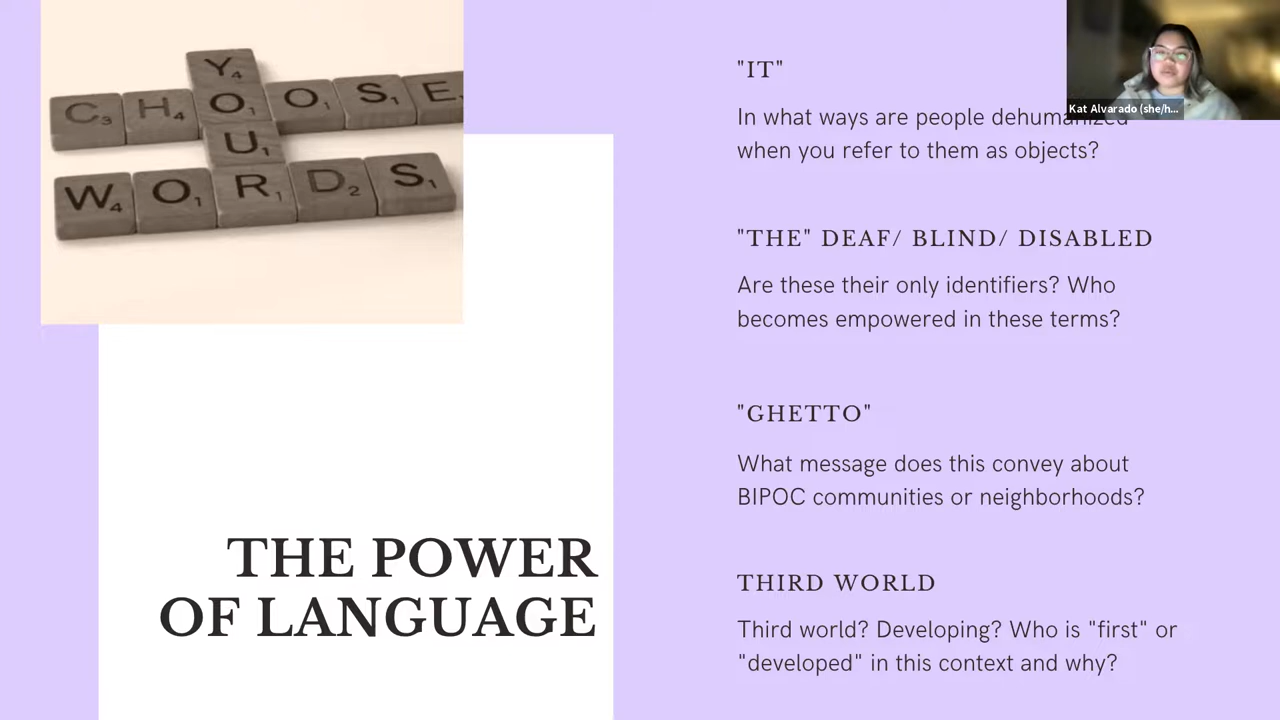 CHOOSE
YOUR
WORDS
THE POWER
OF LANGUAGE
"IT"
In what ways are people dehumanized
when you refer to them as objects?
"THE" DEAF/ BLIND/ DISABLED
Are these their only identifiers? Who
becomes empowered in these terms?
"GHETTO"
What message does this convey about
BIPOC communities or neighborhoods?
THIRD WORLD
Third world? Developing? Who is "first" or
"developed" in this context and why?
Kat Alvarado (she/h...